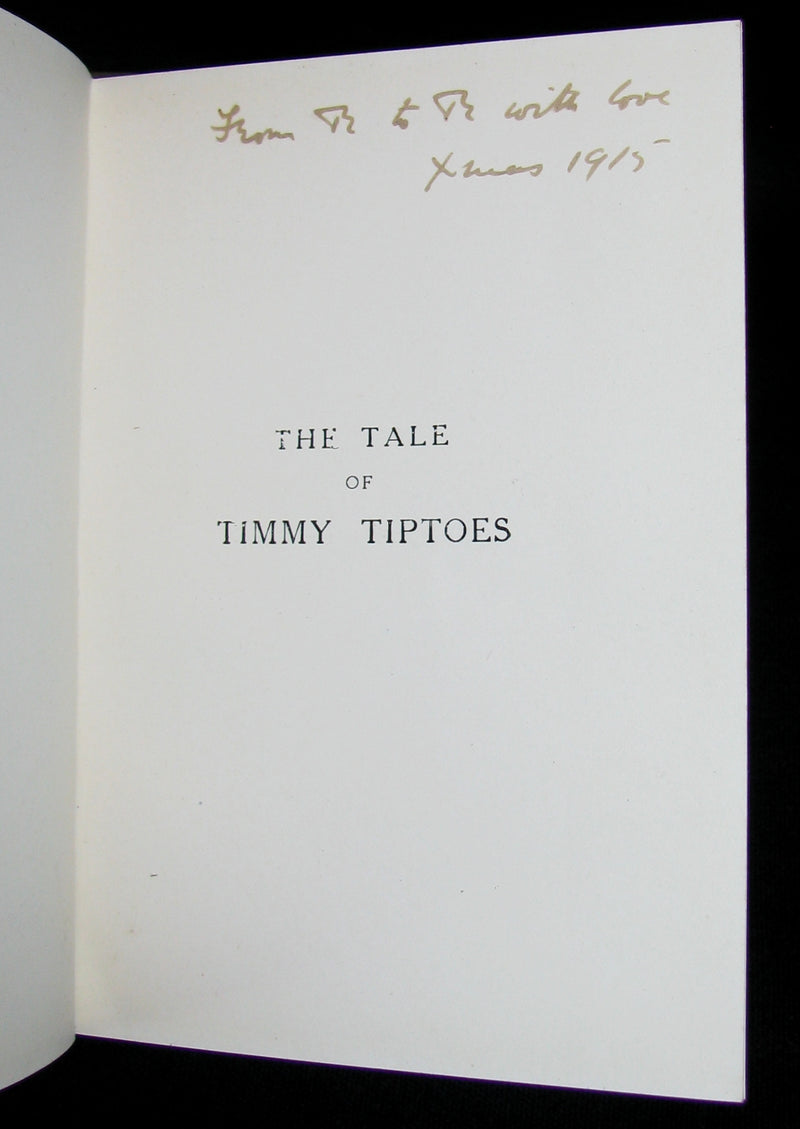 From R to R with love
Xmas 1915
THE TALE
OF
TIMMY TIPTOES